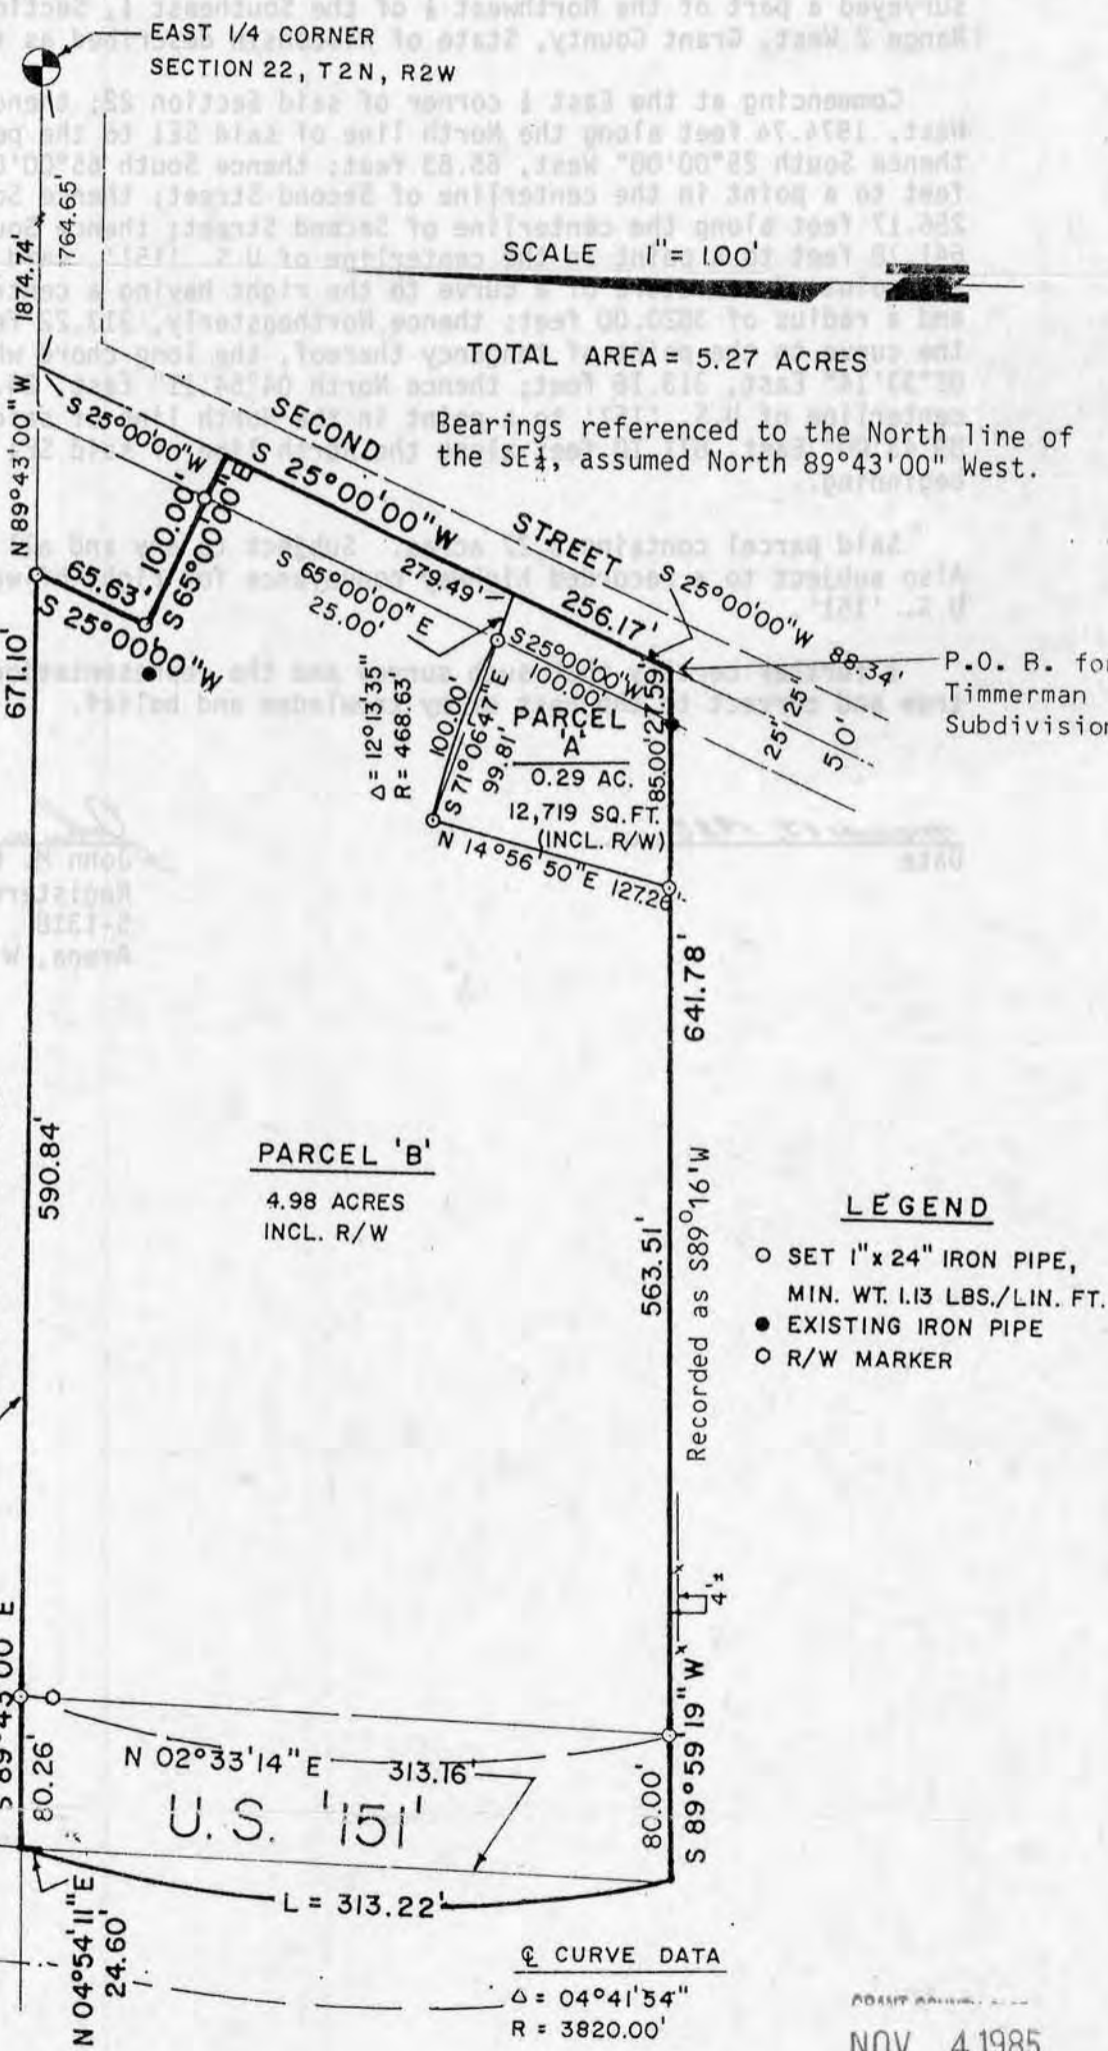 EAST 1/4 CORNER
SECTION 22, T2N, R2W
1874.74'
1764.65'
N 89°43'00" W
SCALE 1" = 100'
TOTAL AREA = 5.27 ACRES
Bearings referenced to the North line of
the SE¼, assumed North 89°43'00" West.
S 25°00'00"W
SECOND
STREET
S 25°00'00"W
279.49'
256.17'
S 25°00'00"W
88.34'
25'
25'
50'
P.O. B. for
Timmerman
Subdivision
100.00'
S 65°00'00"E
65.63'
S 25°00'00"W
671.10'
S 65°00'00"E
25.00'
S25°00'00"W
100.00'
27.59'
85.00'
Δ = 12°13'35"
R = 468.63'
100.00'
S 71°06'47"E
99.81'
PARCEL
'A'
0.29 AC.
12,719 SQ.FT.
(INCL. R/W)
N 14°56'50"E 127.26'
641.78'
590.84'
PARCEL 'B'
4.98 ACRES
INCL. R/W
563.51'
Recorded as S89°16'W
LEGEND
SET 1" x 24" IRON PIPE,
MIN. WT. 1.13 LBS./LIN. FT.
EXISTING IRON PIPE
R/W MARKER
4'±
S 89°43'00 E
80.26'
N 02°33'14"E 313.16'
U.S. '151'
80.00'
S 89°59'19"W
L = 313.22'
N 04°54'11"E
24.60'
℄ CURVE DATA
Δ = 04°41'54"
R = 3820.00'
NOV 4 1985